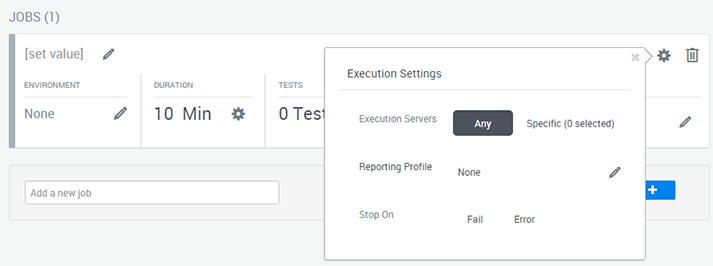 JOBS (1)
[set value]
ENVIRONMENT
DURATION
TESTS
None
10 Min
0 Test
Execution Settings
Execution Servers
Any
Specific (0 selected)
Reporting Profile
None
Stop On
Fail
Error
Add a new job